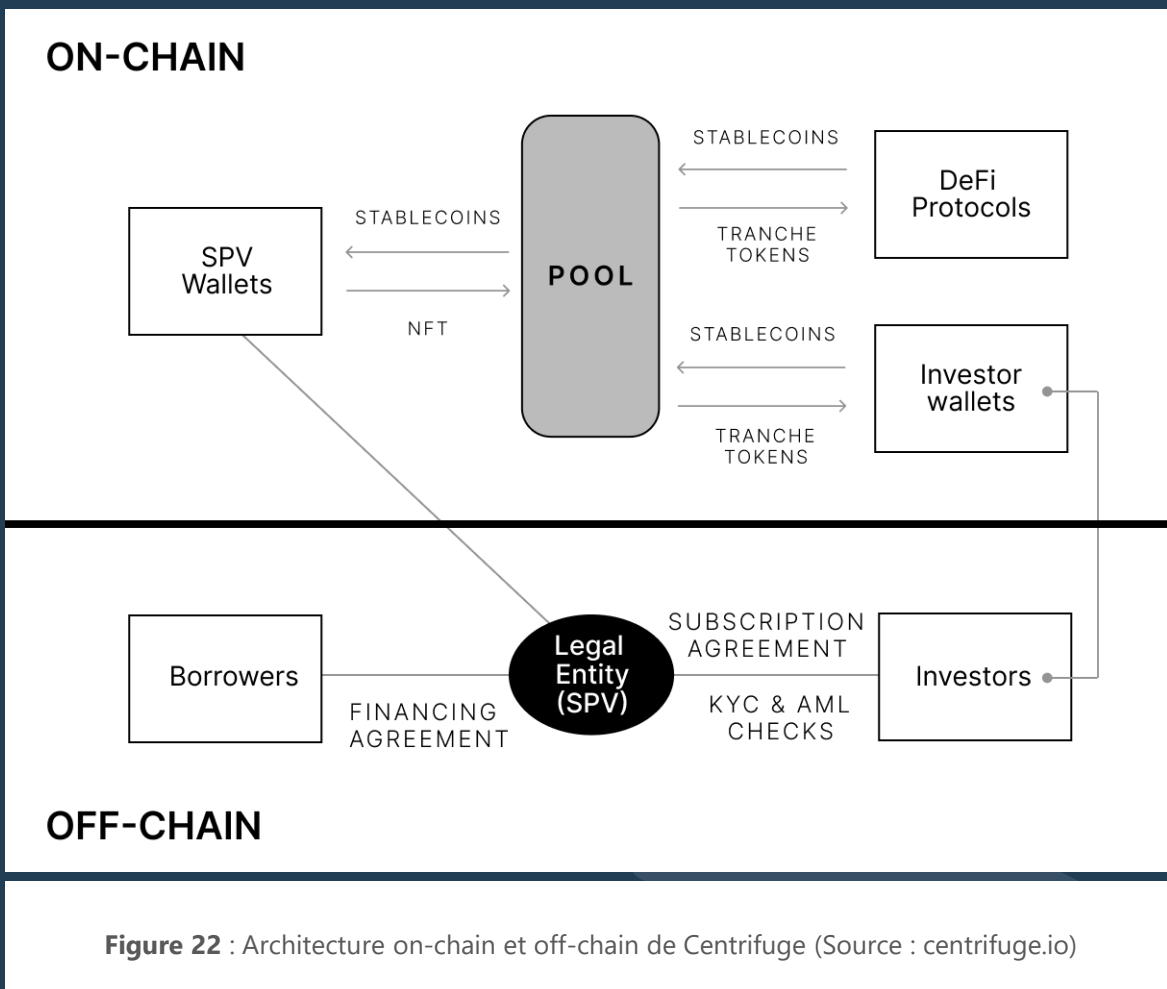 ON-CHAIN
SPV
Wallets
STABLECOINS
NFT
POOL
STABLECOINS
TRANCHE
TOKENS
DeFi
Protocols
STABLECOINS
TRANCHE
TOKENS
Investor
wallets
Borrowers
FINANCING
AGREEMENT
Legal
Entity
(SPV)
SUBSCRIPTION
AGREEMENT
KYC & AML
CHECKS
Investors
OFF-CHAIN
Figure 22 : Architecture on-chain et off-chain de Centrifuge (Source : centrifuge.io)